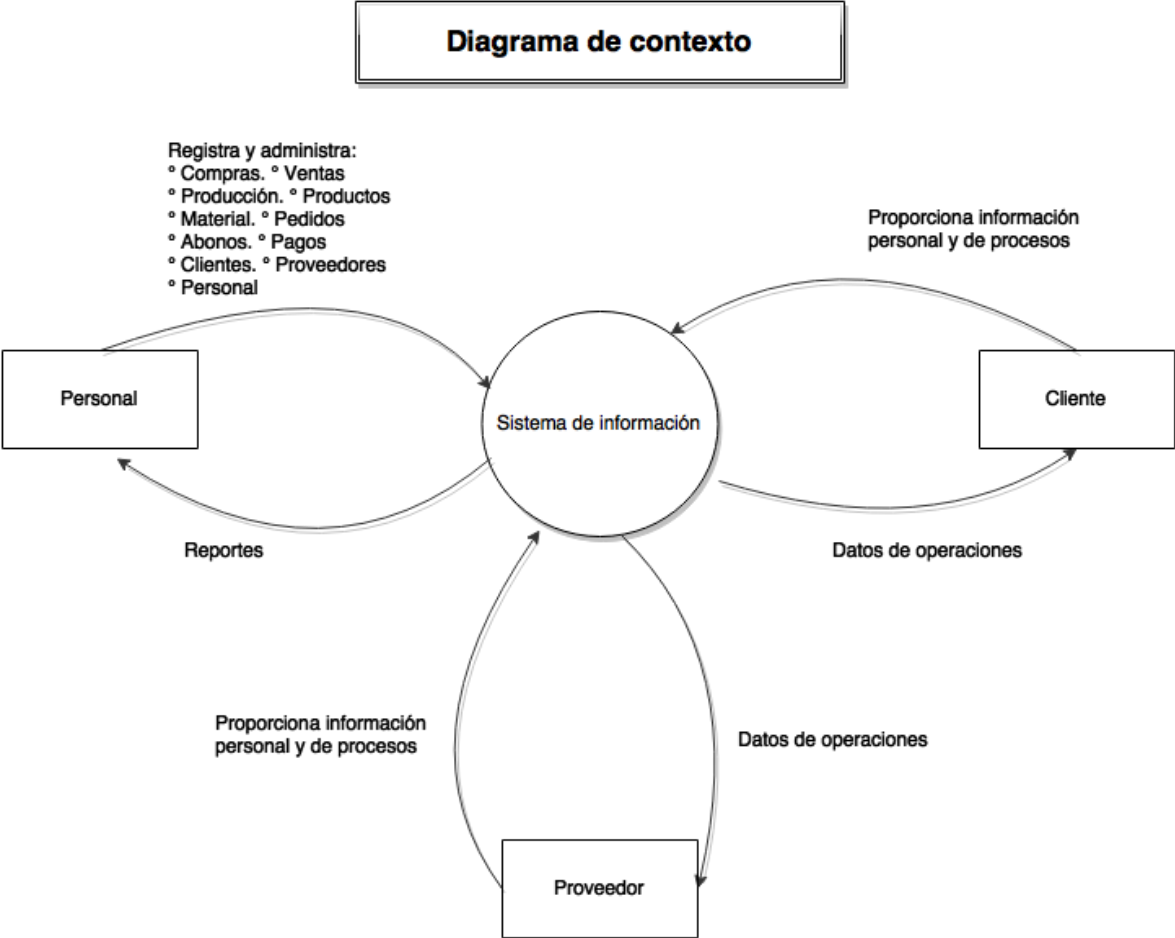 Diagrama de contexto
Registra y administra:
° Compras. ° Ventas
° Producción. ° Productos
° Material. ° Pedidos
° Abonos. ° Pagos
° Clientes. ° Proveedores
° Personal
Proporciona información
personal y de procesos
Personal
Sistema de información
Cliente
Reportes
Datos de operaciones
Proporciona información
personal y de procesos
Datos de operaciones
Proveedor